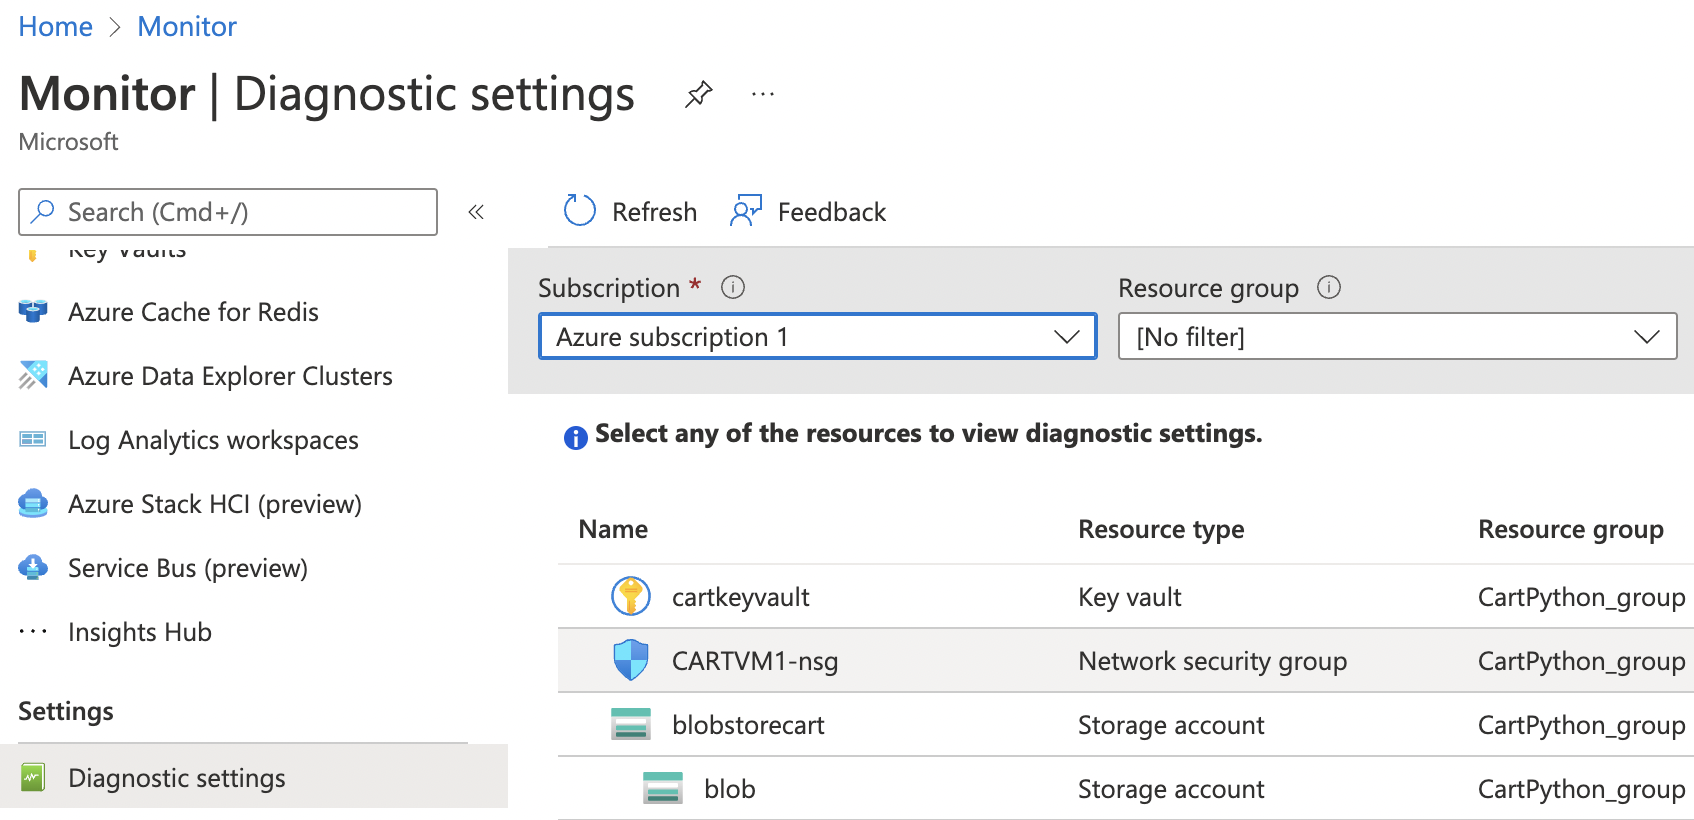 Home > Monitor
Monitor | Diagnostic settings
Microsoft
Search (Cmd+/)
Key Vaults
Azure Cache for Redis
Azure Data Explorer Clusters
Log Analytics workspaces
Azure Stack HCI (preview)
Service Bus (preview)
Insights Hub
Settings
Diagnostic settings
Refresh Feedback
Subscription * Resource group
Azure subscription 1 [No filter]
Select any of the resources to view diagnostic settings.
Name Resource type Resource group
cartkeyvault Key vault CartPython_group
CARTVM1-nsg Network security group CartPython_group
blobstorecart Storage account CartPython_group
blob Storage account CartPython_group